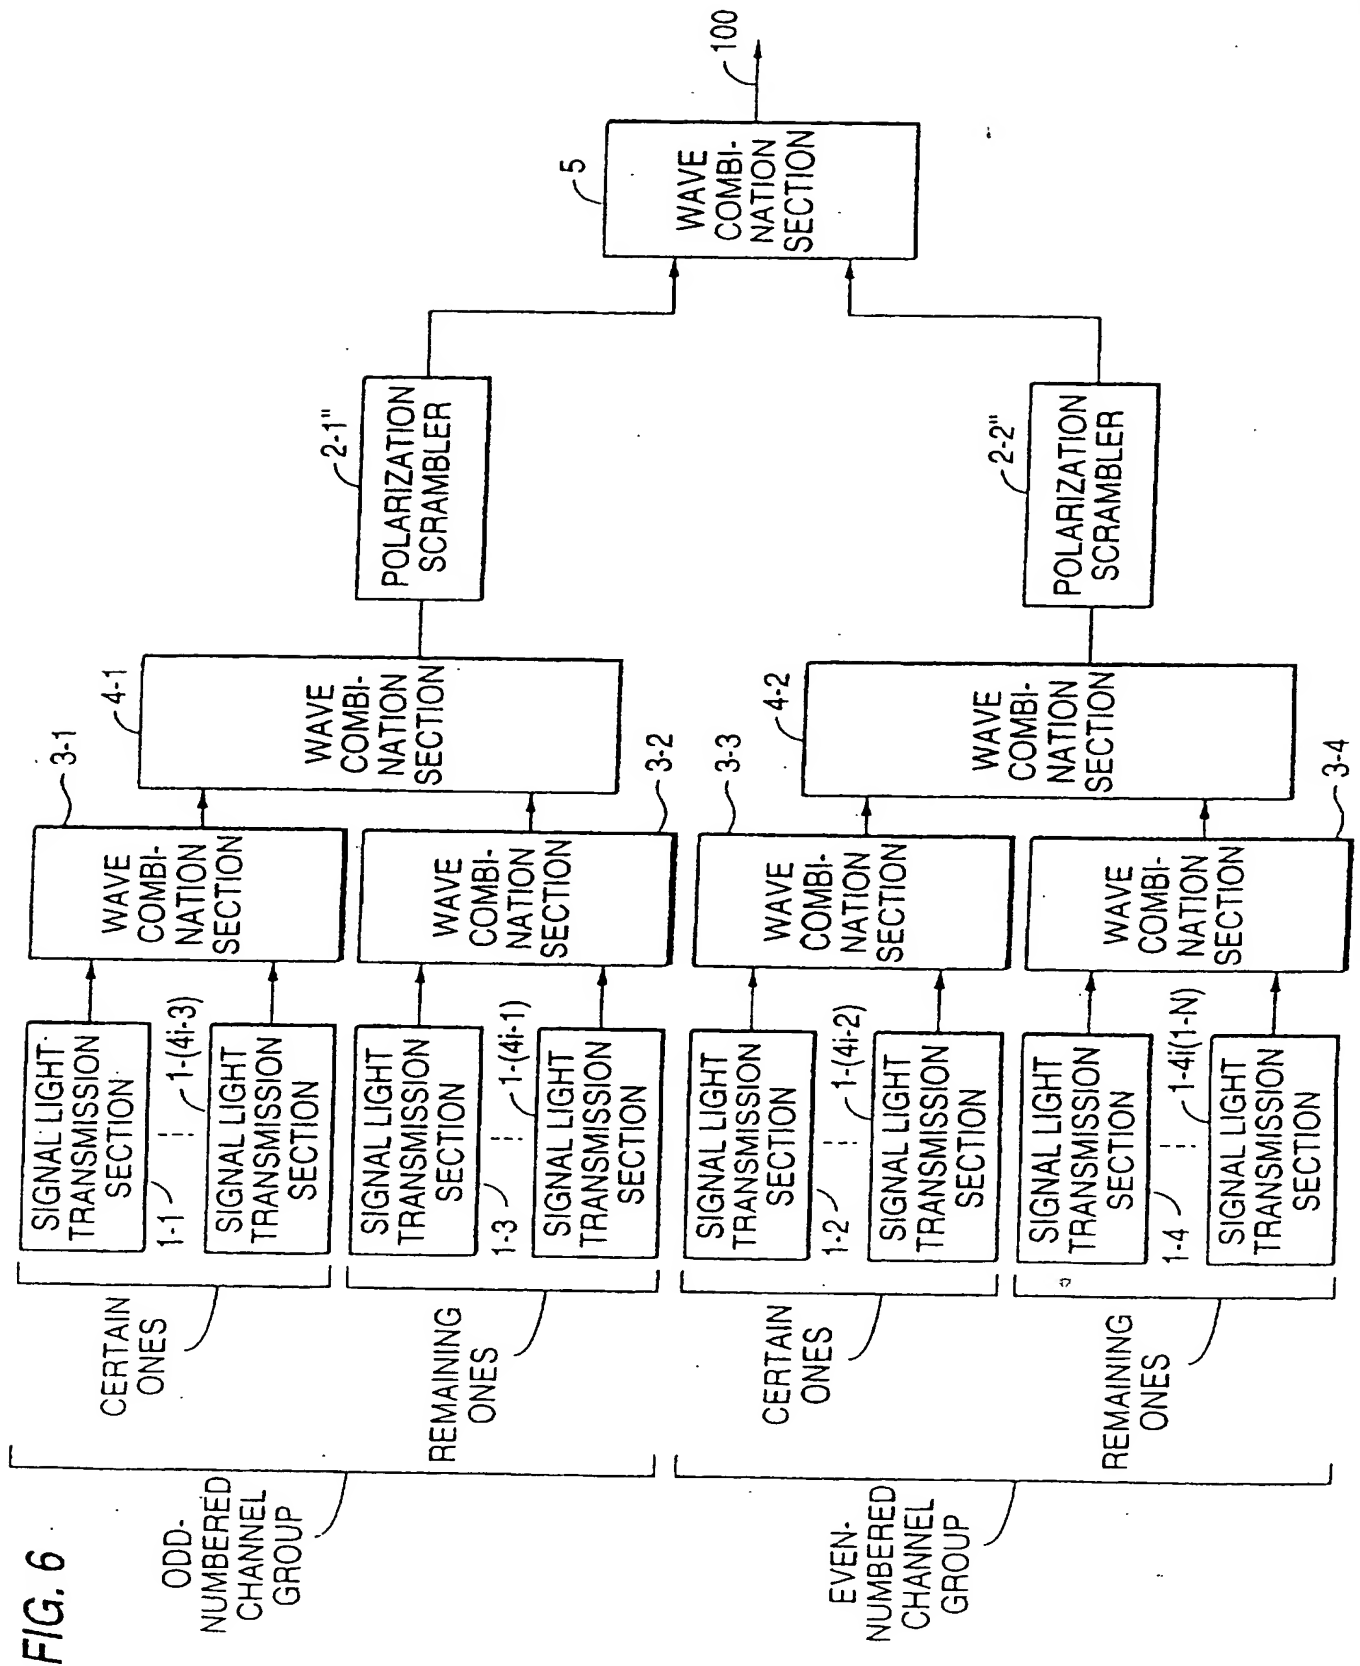 FIG. 6
ODD-
NUMBERED
CHANNEL
GROUP
CERTAIN
ONES
REMAINING
ONES
SIGNAL LIGHT
TRANSMISSION
SECTION
1-1
1-(4i-3)
SIGNAL LIGHT
TRANSMISSION
SECTION
SIGNAL LIGHT
TRANSMISSION
SECTION
1-3
1-(4i-1)
SIGNAL LIGHT
TRANSMISSION
SECTION
WAVE
COMBI-
NATION
SECTION
3-1
WAVE
COMBI-
NATION
SECTION
3-2
WAVE
COMBI-
NATION
SECTION
4-1
POLARIZATION
SCRAMBLER
2-1"
EVEN-
NUMBERED
CHANNEL
GROUP
CERTAIN
ONES
REMAINING
ONES
SIGNAL LIGHT
TRANSMISSION
SECTION
1-2
1-(4i-2)
SIGNAL LIGHT
TRANSMISSION
SECTION
SIGNAL LIGHT
TRANSMISSION
SECTION
1-4
1-4i(1-N)
SIGNAL LIGHT
TRANSMISSION
SECTION
WAVE
COMBI-
NATION
SECTION
3-3
WAVE
COMBI-
NATION
SECTION
3-4
WAVE
COMBI-
NATION
SECTION
4-2
POLARIZATION
SCRAMBLER
2-2"
WAVE
COMBI-
NATION
SECTION
5
100